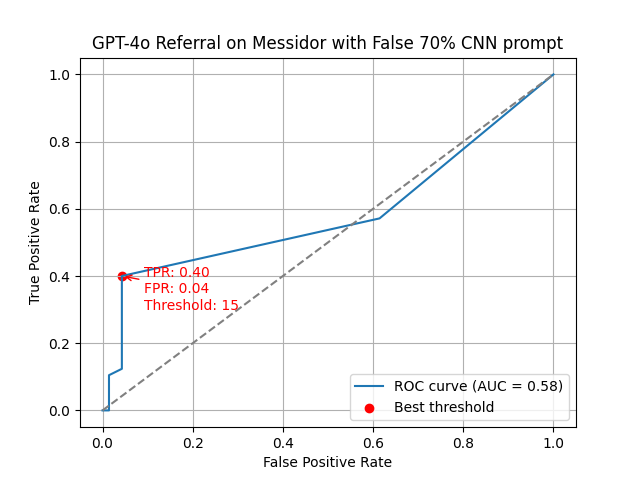 GPT-4o Referral on Messidor with False 70% CNN prompt
True Positive Rate
1.0
0.8
0.6
0.4
0.2
0.0
TPR: 0.40
FPR: 0.04
Threshold: 15
ROC curve (AUC = 0.58)
Best threshold
0.0 0.2 0.4 0.6 0.8 1.0
False Positive Rate